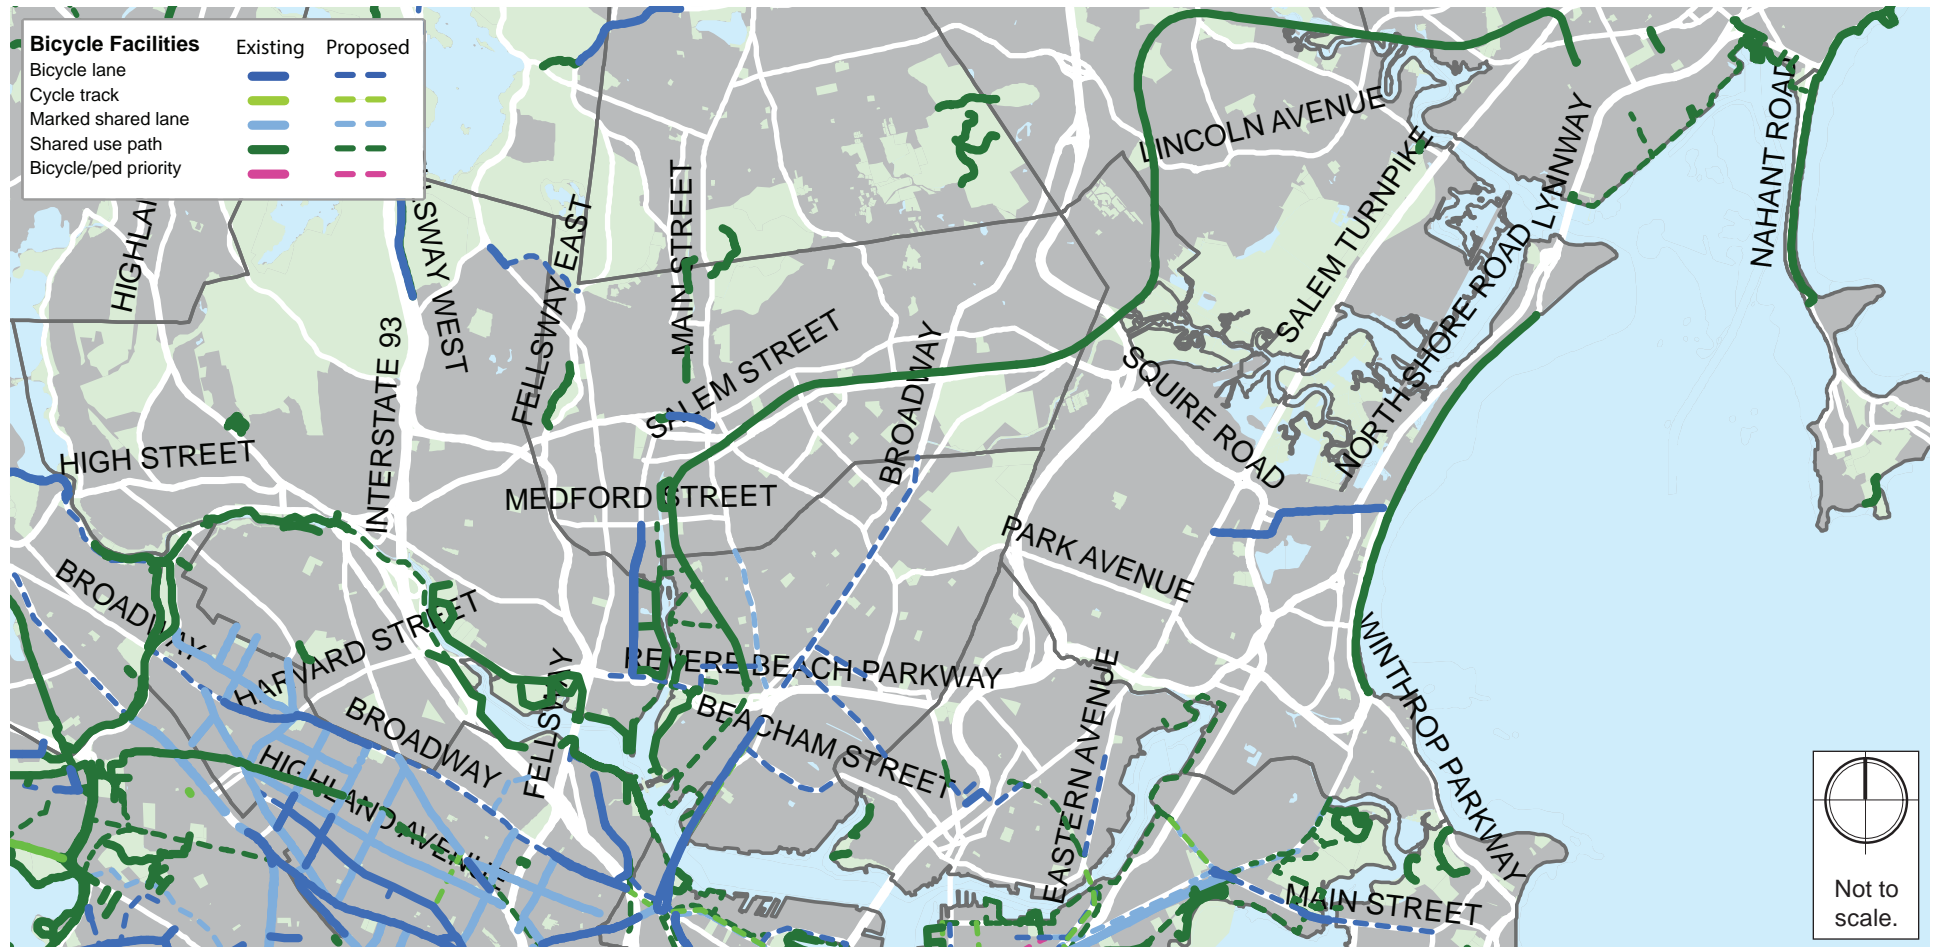 Bicycle Facilities Existing Proposed
Bicycle lane
Cycle track
Marked shared lane
Shared use path
Bicycle/ped priority
LINCOLN AVENUE
NAHANT ROAD
LYNNWAY
SALEM TURNPIKE
NORTH SHORE ROAD
MAIN STREET
FELLSWAY EAST
SALEM STREET
BROADWAY
SQUIRE ROAD
INTERSTATE 93
HIGH STREET
MEDFORD STREET
PARK AVENUE
BROADWAY
HARVARD STREET
REVERE BEACH PARKWAY
WINTHROP PARKWAY
FELLSWAY
BROADWAY
BEACHAM STREET
EASTERN AVENUE
HIGHLAND AVENUE
MAIN STREET
Not to
scale.